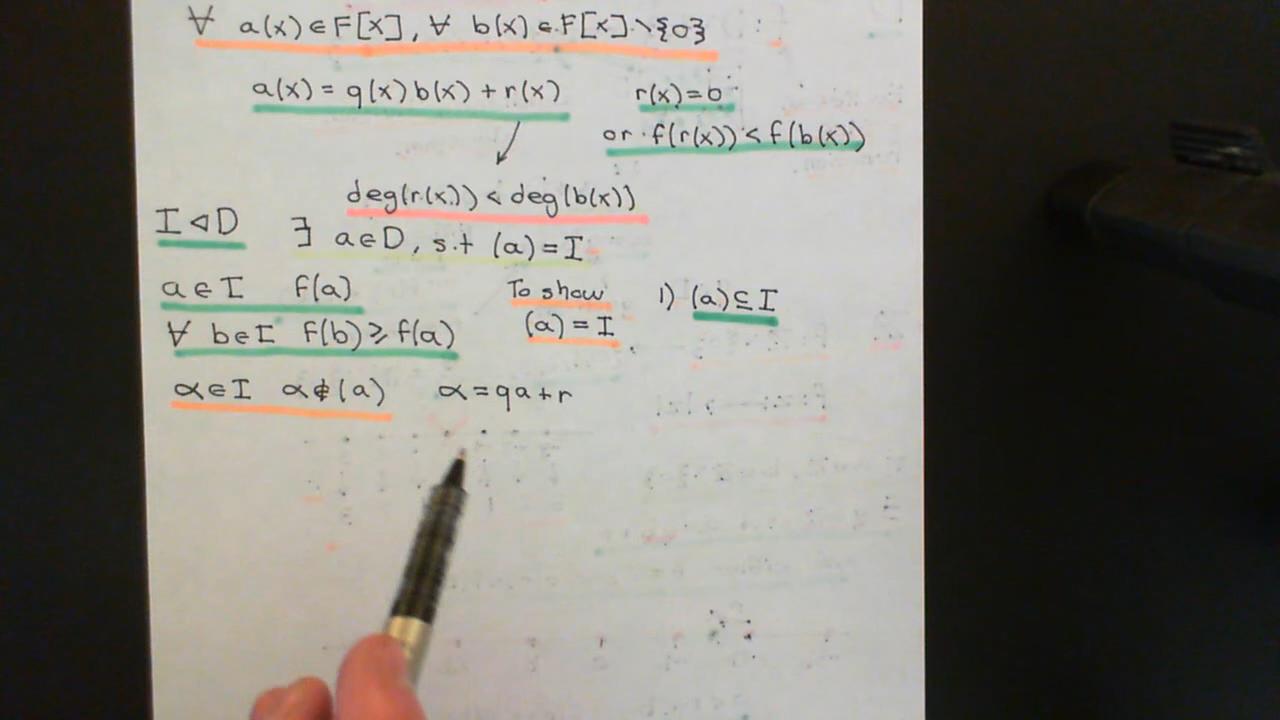 ∀ a(x)∈F[x], ∀ b(x)∈F[x]∖{0}
a(x) = q(x)b(x) + r(x) r(x)=0
or f(r(x)) < f(b(x))
deg(r(x)) < deg(b(x))
I ⊲ D ∃ a∈D, s.t (a) = I
a∈I f(a) To show 1) (a) ⊆ I
∀ b∈I f(b) ⩾ f(a) (a) = I
α∈I α∉(a) α = qa + r